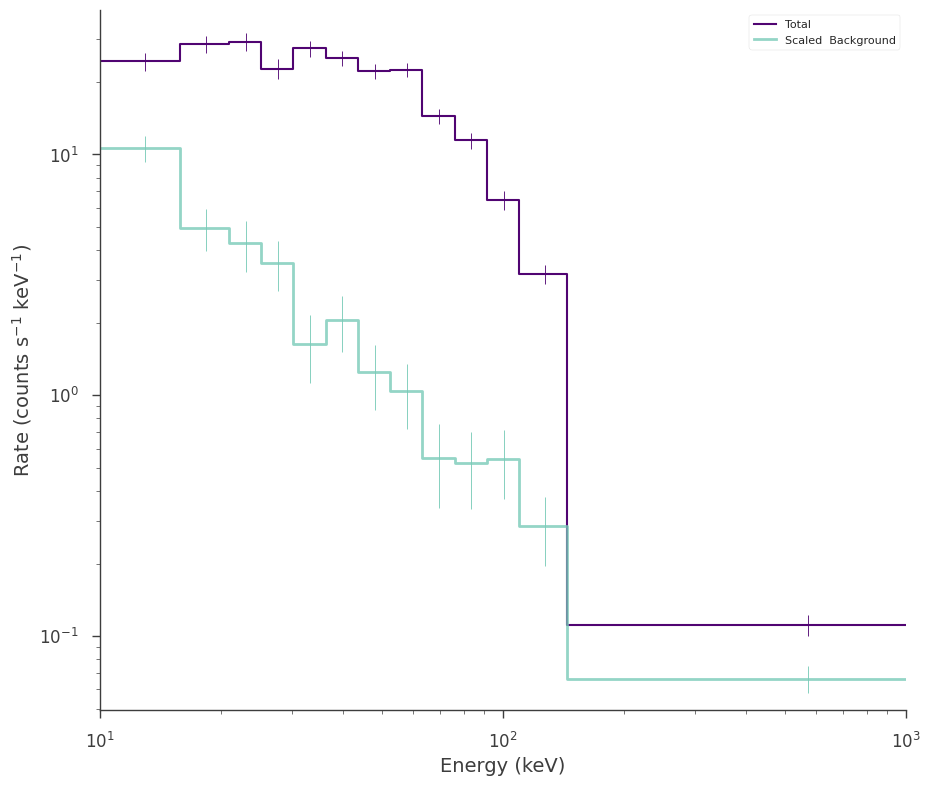 Total
Scaled  Background
10¹
10⁰
10⁻¹
Rate (counts s⁻¹ keV⁻¹)
10¹
10²
10³
Energy (keV)